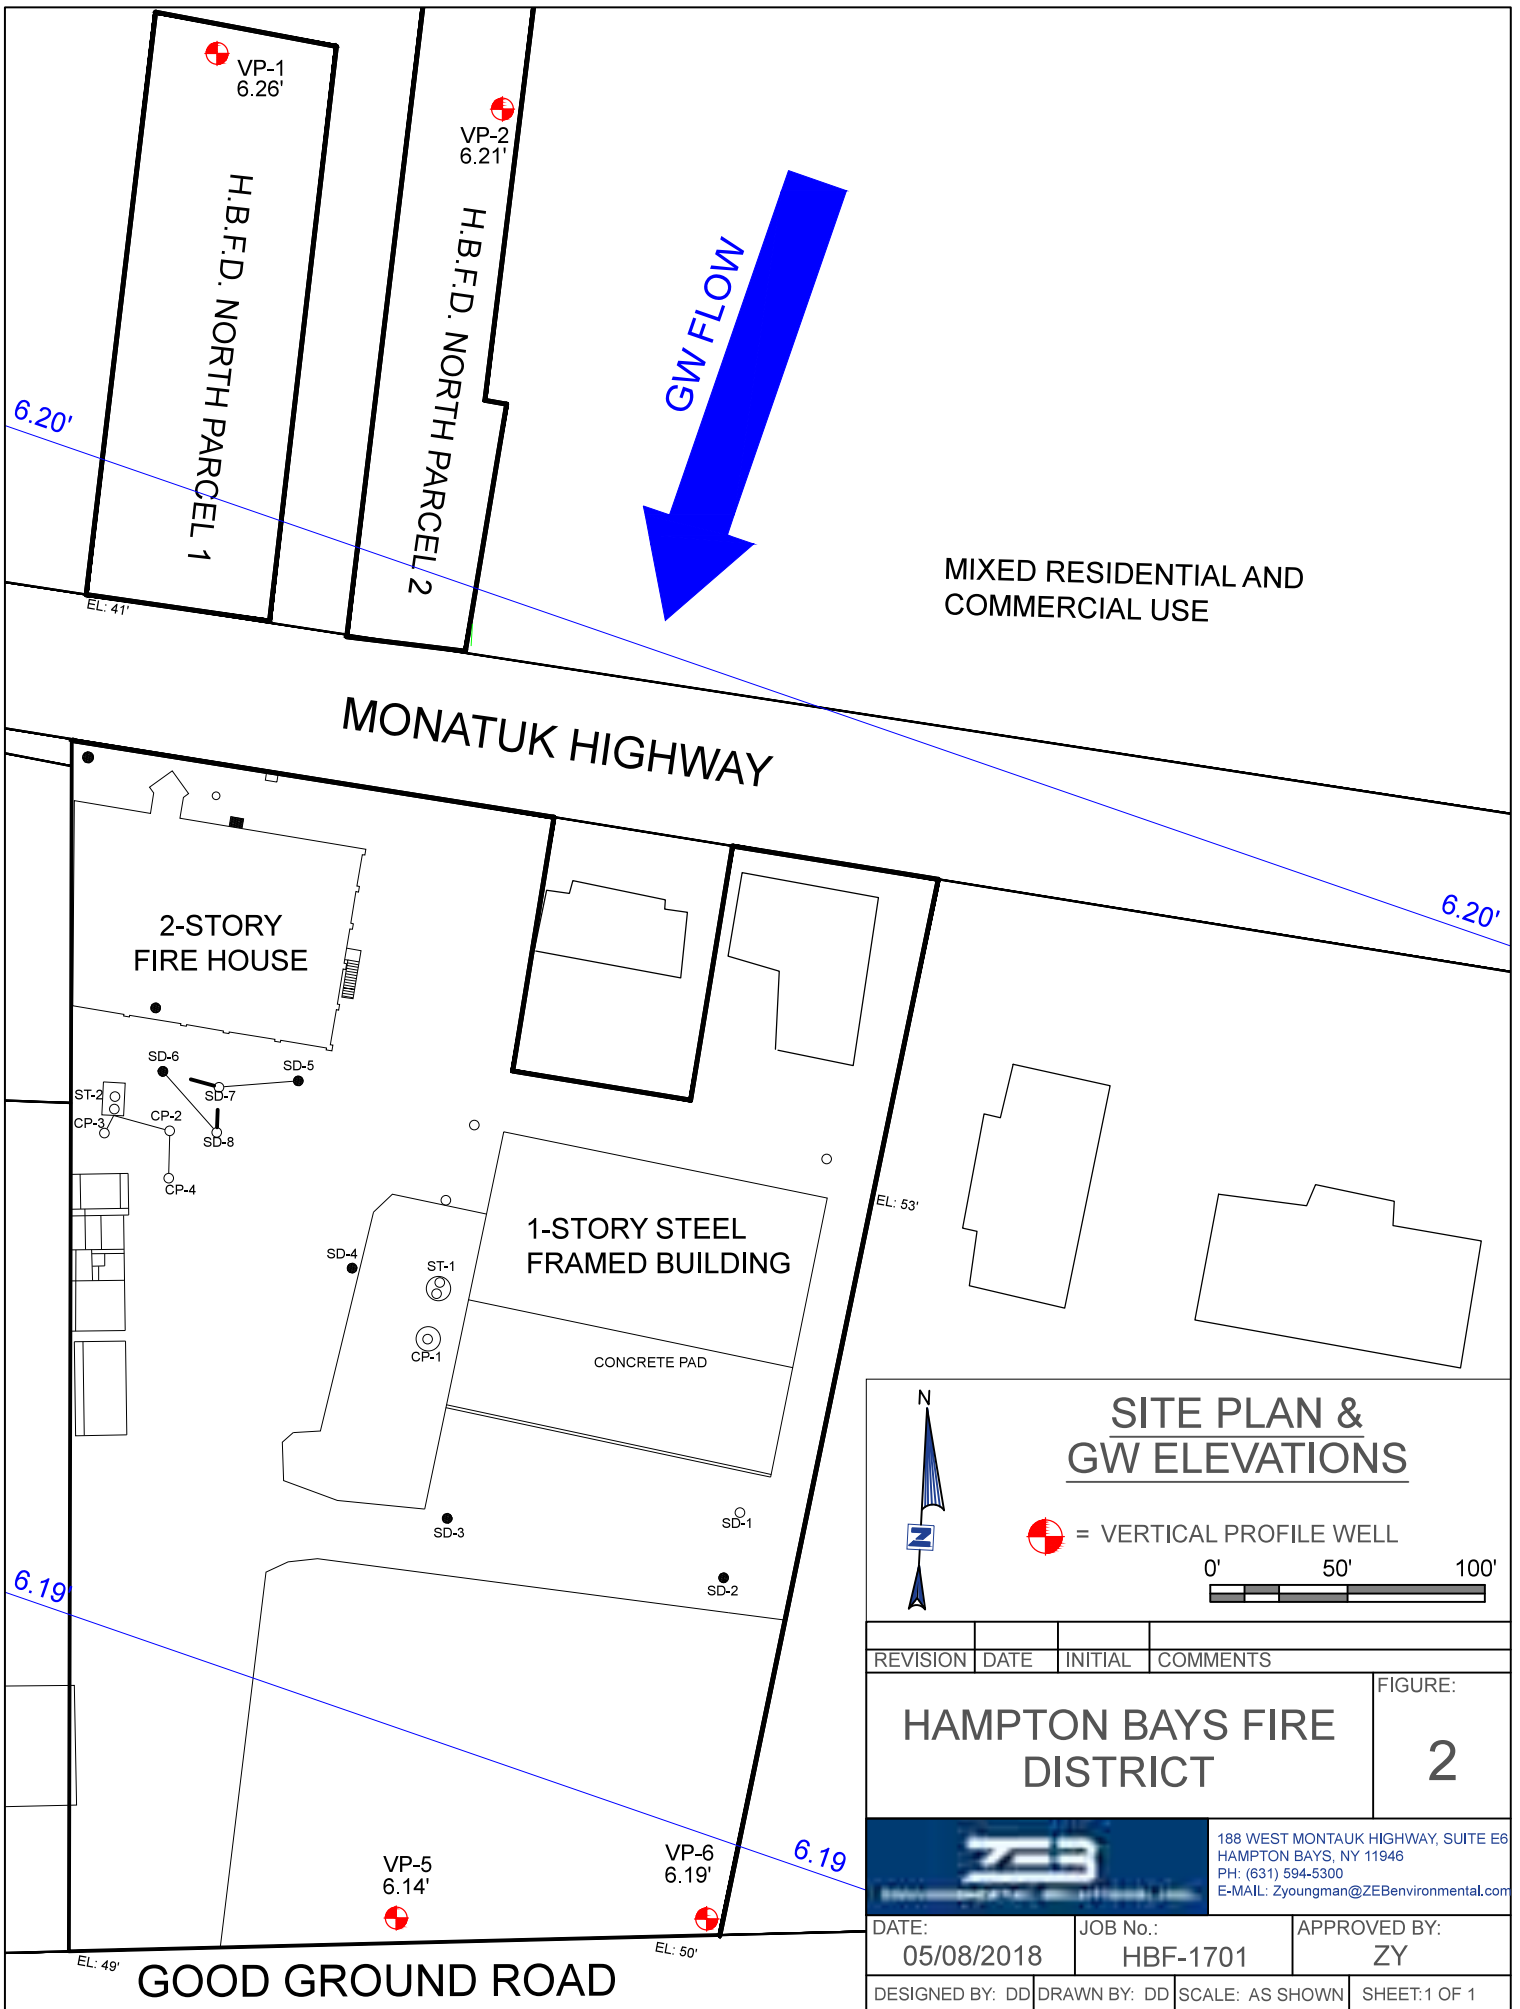 VP-1
6.26'
VP-2
6.21'
H.B.F.D. NORTH PARCEL 1
H.B.F.D. NORTH PARCEL 2
GW FLOW
6.20'
EL: 41'
MIXED RESIDENTIAL AND
COMMERCIAL USE
MONATUK HIGHWAY
6.20'
2-STORY
FIRE HOUSE
SD-6
SD-5
ST-2
SD-7
CP-3
CP-2
SD-8
CP-4
EL: 53'
1-STORY STEEL
FRAMED BUILDING
SD-4
ST-1
CP-1
CONCRETE PAD
SD-3
SD-1
SD-2
6.19'
6.19
VP-5
6.14'
VP-6
6.19'
EL: 49'
EL: 50'
GOOD GROUND ROAD
N
SITE PLAN &
GW ELEVATIONS
Z
= VERTICAL PROFILE WELL
0' 50' 100'
REVISION DATE INITIAL COMMENTS
HAMPTON BAYS FIRE
DISTRICT
FIGURE:
2
ZEB
188 WEST MONTAUK HIGHWAY, SUITE E6
HAMPTON BAYS, NY 11946
PH: (631) 594-5300
E-MAIL: Zyoungman@ZEBenvironmental.com
DATE:
05/08/2018
JOB No.:
HBF-1701
APPROVED BY:
ZY
DESIGNED BY: DD DRAWN BY: DD SCALE: AS SHOWN SHEET:1 OF 1